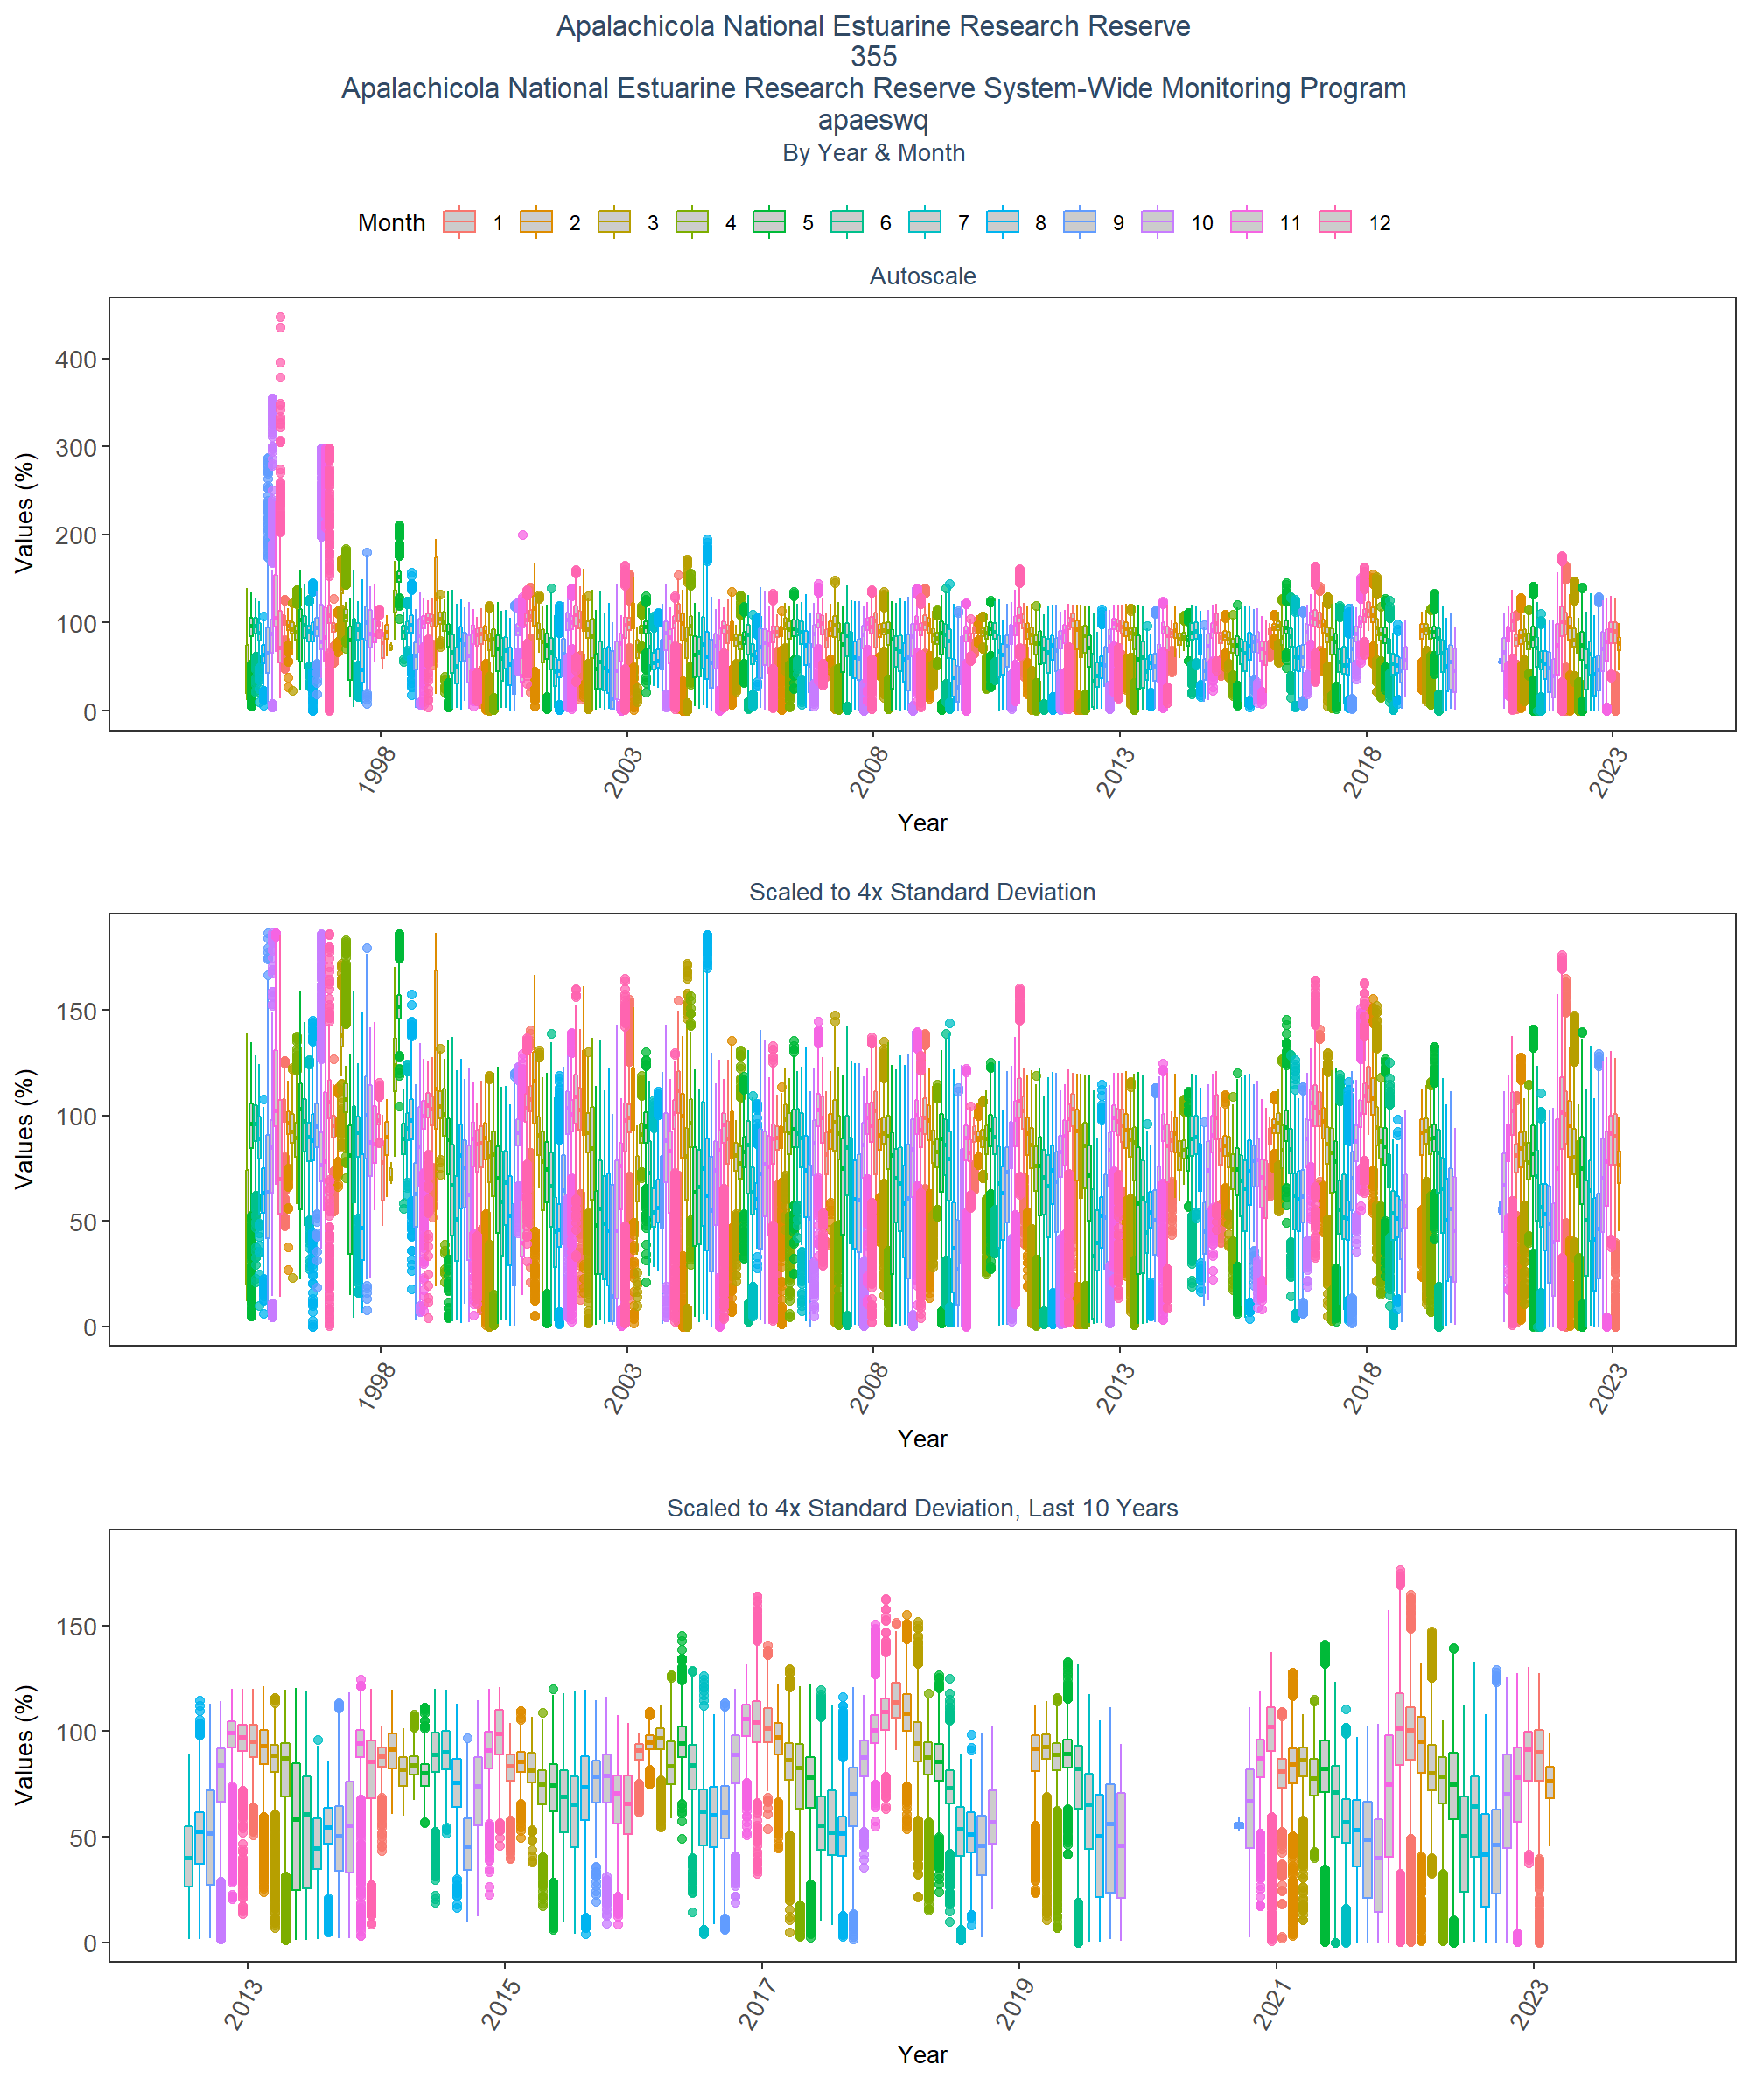 Apalachicola National Estuarine Research Reserve
355
Apalachicola National Estuarine Research Reserve System-Wide Monitoring Program
apaeswq
By Year & Month
Month 1 2 3 4 5 6 7 8 9 10 11 12
Autoscale
Values (%)
400
300
200
100
0
1998 2003 2008 2013 2018 2023
Year
Scaled to 4x Standard Deviation
Values (%)
150
100
50
0
1998 2003 2008 2013 2018 2023
Year
Scaled to 4x Standard Deviation, Last 10 Years
Values (%)
150
100
50
0
2013 2015 2017 2019 2021 2023
Year